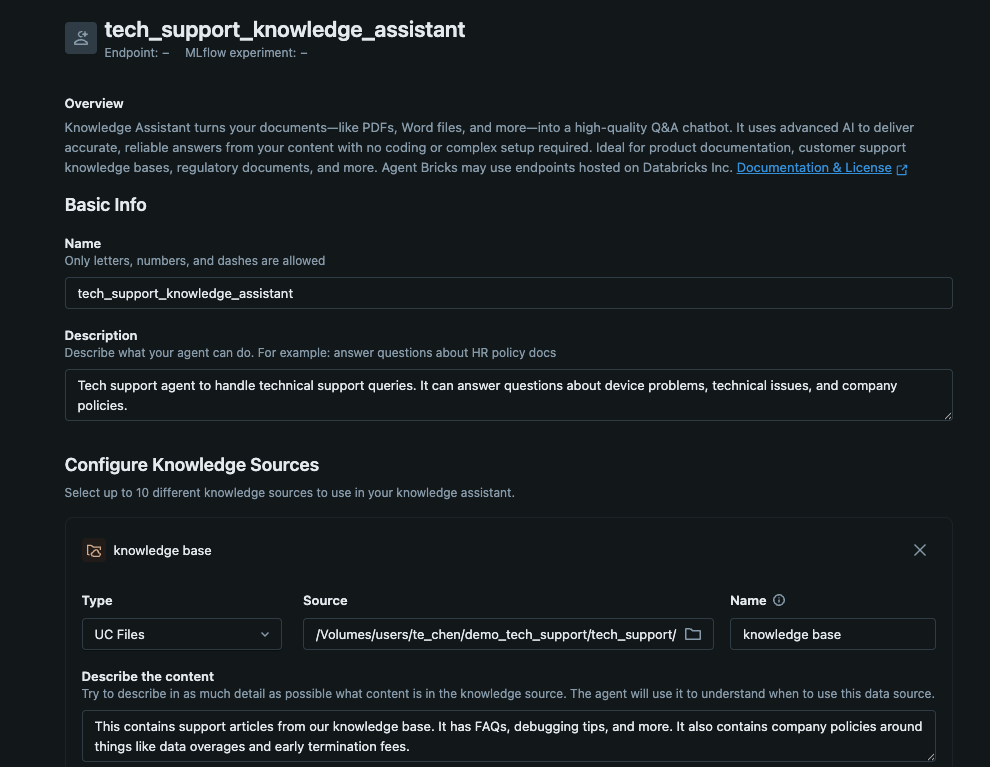 tech_support_knowledge_assistant
Endpoint: – MLflow experiment: –
Overview
Knowledge Assistant turns your documents—like PDFs, Word files, and more—into a high-quality Q&A chatbot. It uses advanced AI to deliver
accurate, reliable answers from your content with no coding or complex setup required. Ideal for product documentation, customer support
knowledge bases, regulatory documents, and more. Agent Bricks may use endpoints hosted on Databricks Inc. Documentation & License
Basic Info
Name
Only letters, numbers, and dashes are allowed
tech_support_knowledge_assistant
Description
Describe what your agent can do. For example: answer questions about HR policy docs
Tech support agent to handle technical support queries. It can answer questions about device problems, technical issues, and company
policies.
Configure Knowledge Sources
Select up to 10 different knowledge sources to use in your knowledge assistant.
knowledge base
Type Source Name
UC Files /Volumes/users/te_chen/demo_tech_support/tech_support/ knowledge base
Describe the content
Try to describe in as much detail as possible what content is in the knowledge source. The agent will use it to understand when to use this data source.
This contains support articles from our knowledge base. It has FAQs, debugging tips, and more. It also contains company policies around
things like data overages and early termination fees.